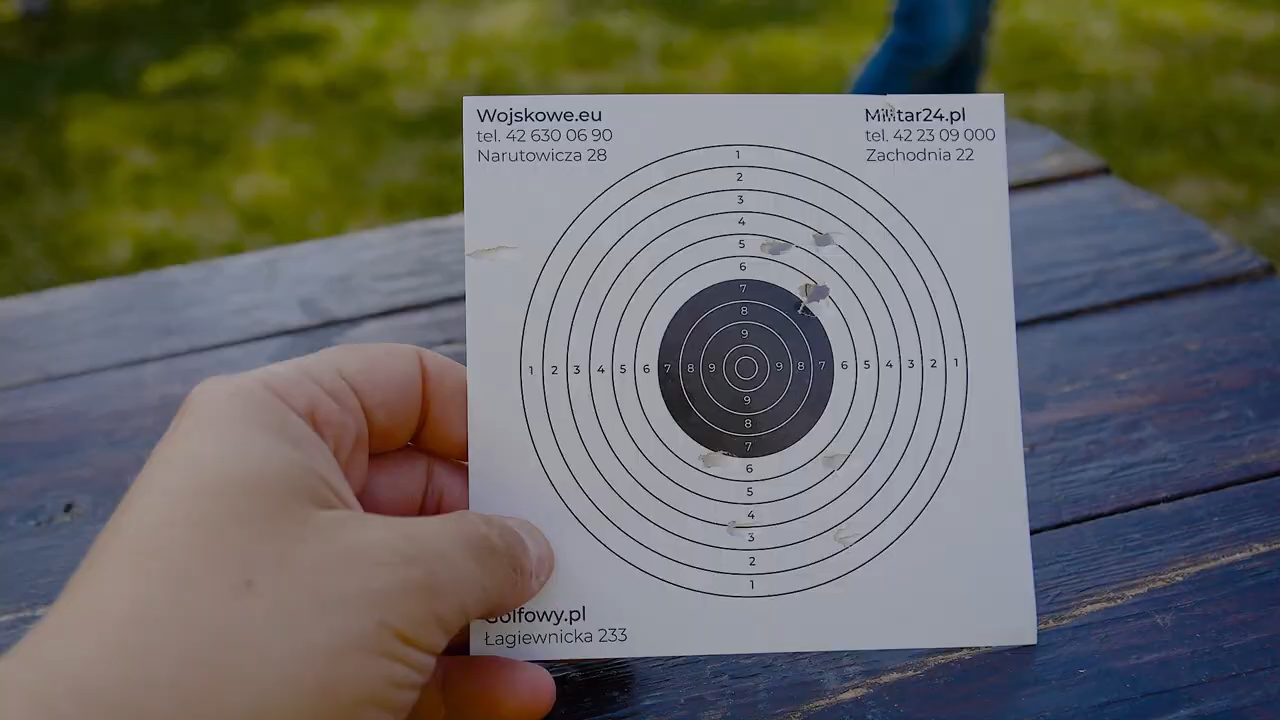 Wojskowe.eu
tel. 42 630 06 90
Narutowicza 28
Militar24.pl
tel. 42 23 09 000
Zachodnia 22
1
2
3
4
5
6
7
8
9
1 2 3 4 5 6 7 8 9 9 8 7 6 5 4 3 2 1
9
8
7
6
5
4
3
2
1
Golfowy.pl
Łagiewnicka 233